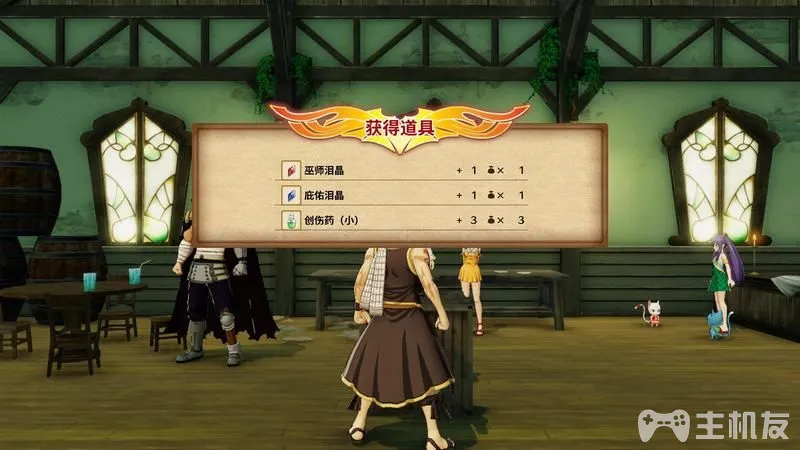 获得道具
巫师泪晶 + 1 × 1
庇佑泪晶 + 1 × 1
创伤药（小） + 3 × 3
主机友